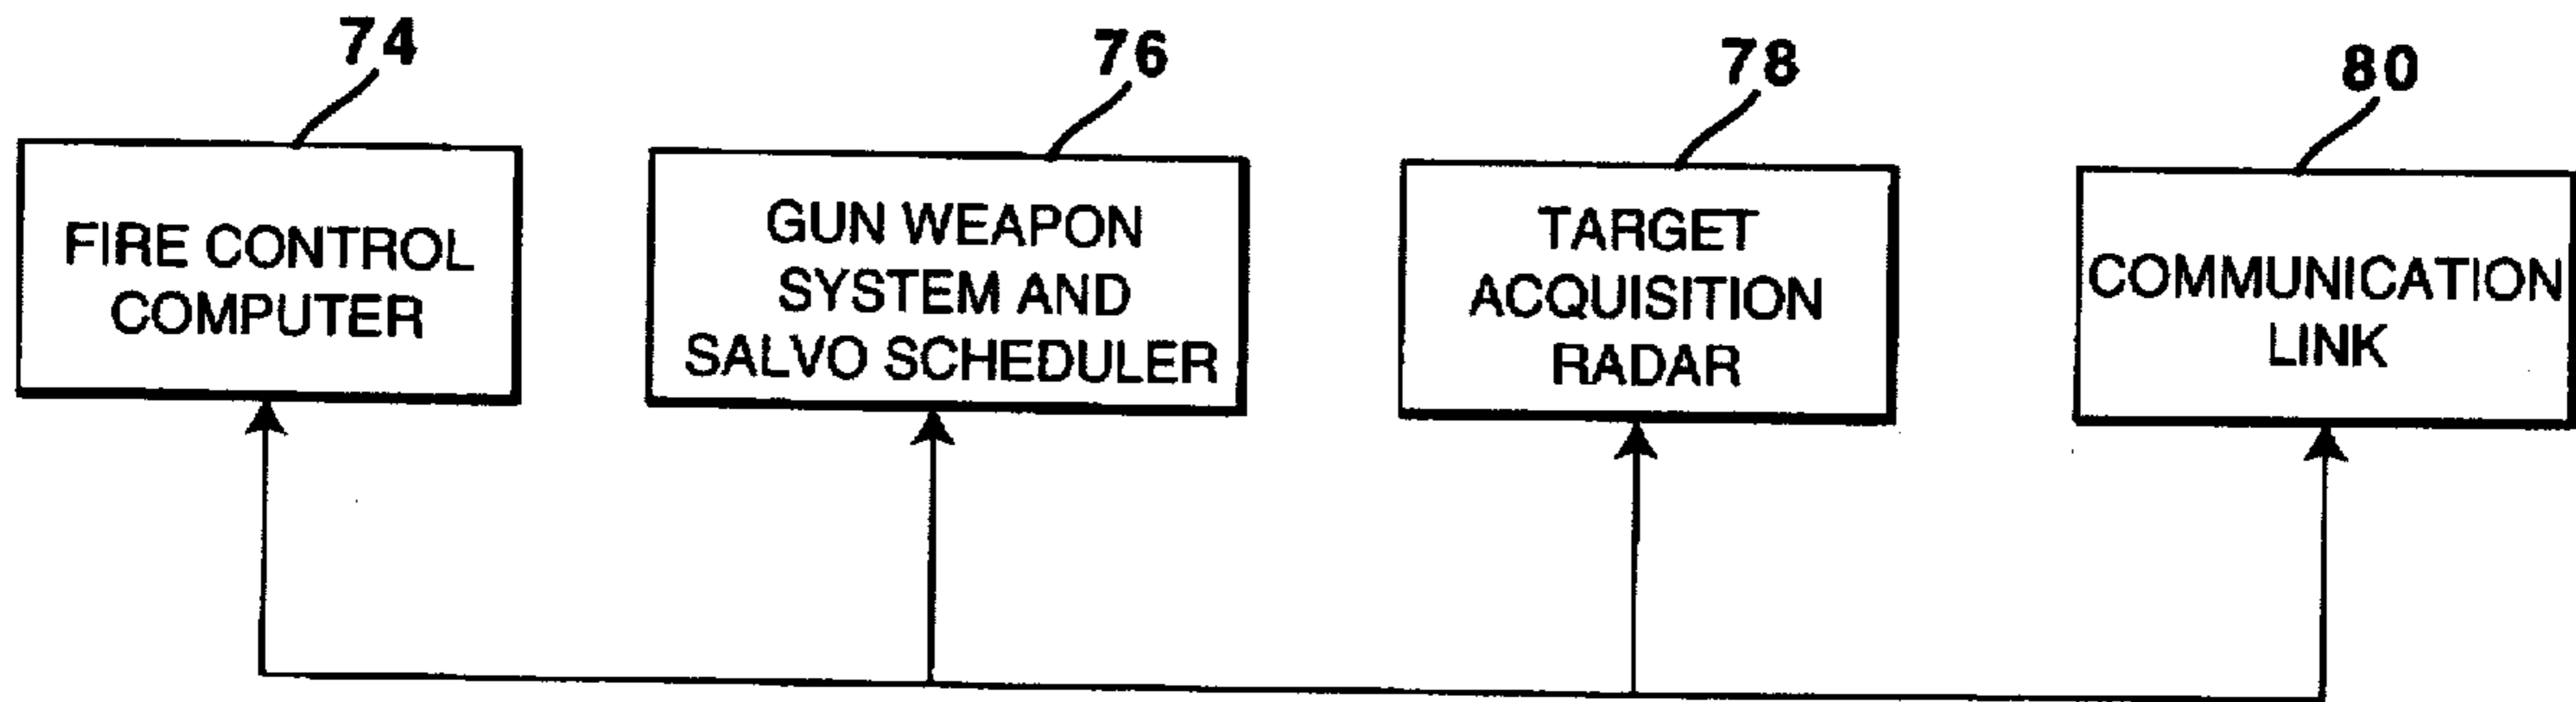 74
76
78
80
FIRE CONTROL
COMPUTER
GUN WEAPON
SYSTEM AND
SALVO SCHEDULER
TARGET
ACQUISITION
RADAR
COMMUNICATION
LINK